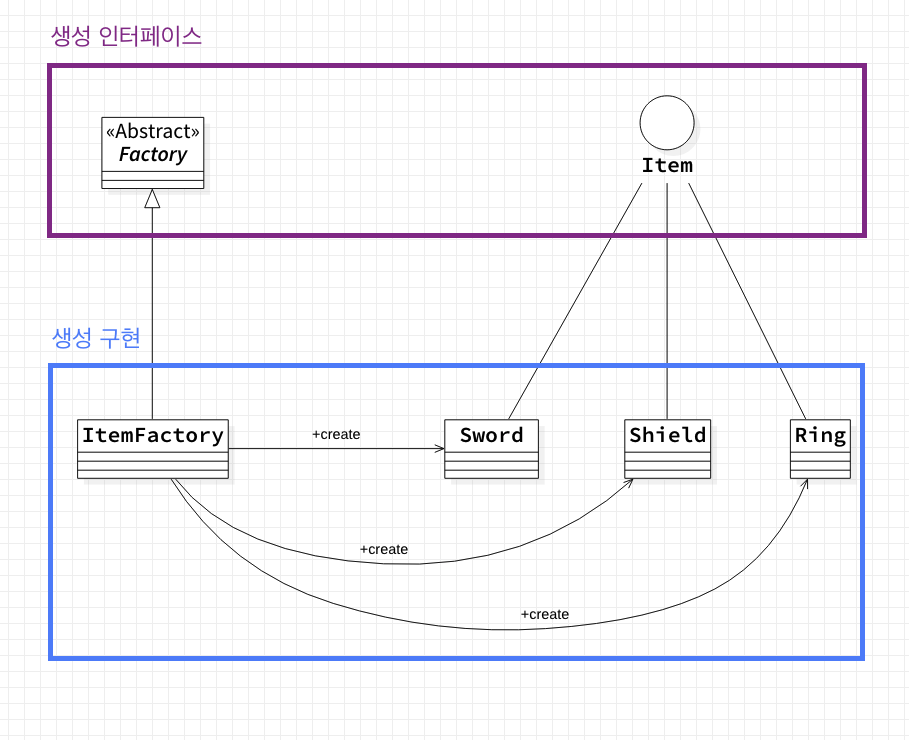 생성 인터페이스
«Abstract»
Factory
Item
생성 구현
ItemFactory
+create
Sword
Shield
Ring
+create
+create